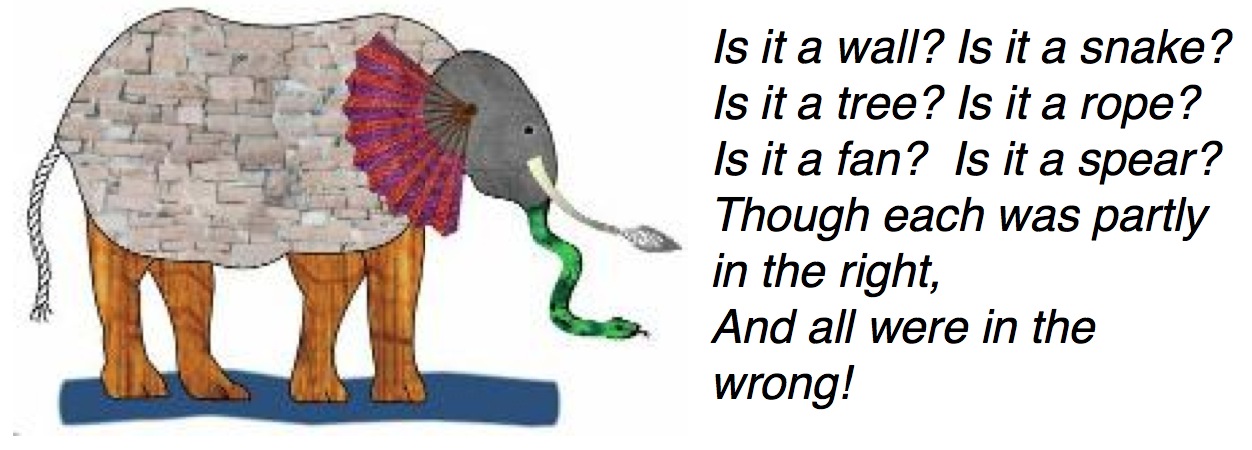 Is it a wall? Is it a snake?
Is it a tree? Is it a rope?
Is it a fan?  Is it a spear?
Though each was partly
in the right,
And all were in the
wrong!